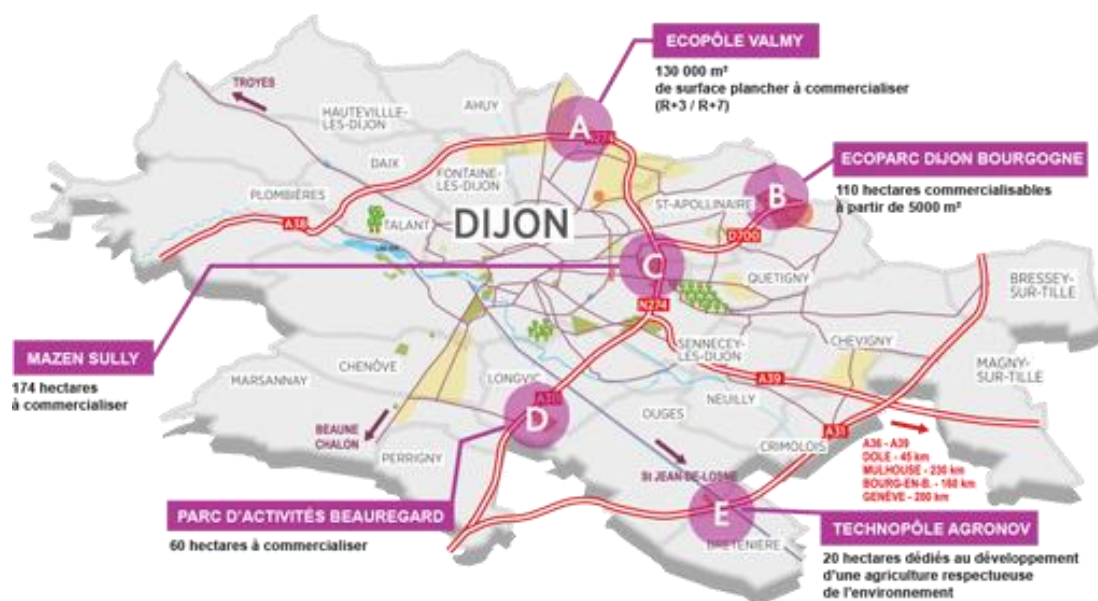 ECOPÔLE VALMY
130 000 m²
de surface plancher à commercialiser
(R+3 / R+7)
TROYES
AHUY
HAUTEVILLLE-
LES-DIJON
A
N274
DAIX
FONTAINE-
LES-DIJON
ECOPARC DIJON BOURGOGNE
110 hectares commercialisables
à partir de 5000 m²
PLOMBIÈRES
ST-APOLLINAIRE
B
TALANT
DIJON
A38
D700
C
QUETIGNY
BRESSEY-
SUR-TILLE
N274
MAZEN SULLY
174 hectares
à commercialiser
SENNECEY-
LES-DIJON
CHEVIGNY
CHENÔVE
MARSANNAY
LONGVIC
A39
MAGNY-
SUR-TILLE
NEUILLY
D
OUGES
BEAUNE
CHALON
A31
CRIMOLOIS
PERRIGNY
A36 - A39
DOLE - 45 km
MULHOUSE - 230 km
BOURG-EN-B. - 160 km
GENÈVE - 200 km
St JEAN-DE-LOSNE
PARC D'ACTIVITÉS BEAUREGARD
60 hectares à commercialiser
E
BRETENIÈRE
TECHNOPÔLE AGRONOV
20 hectares dédiés au développement
d'une agriculture respectueuse
de l'environnement